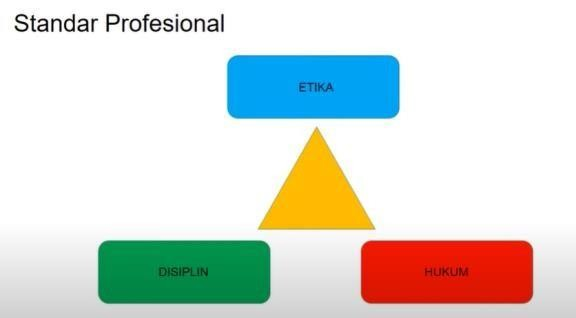 Standar Profesional
ETIKA
DISIPLIN
HUKUM